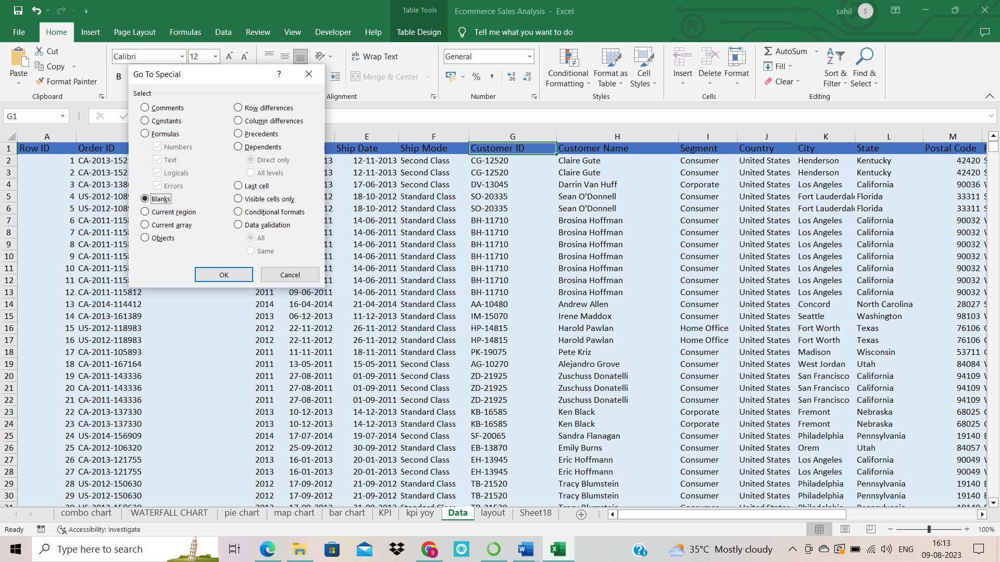 Table Tools
Ecommerce Sales Analysis - Excel
sahil
S
File
Home
Insert
Page Layout
Formulas
Data
Review
View
Developer
Help
Table Design
Tell me what you want to do
Paste
Cut
Copy
Format Painter
Clipboard
Calibri
12
B
Wrap Text
Merge & Center
Alignment
General
Number
Conditional Formatting
Format as Table
Cell Styles
Styles
Insert
Delete
Format
Cells
AutoSum
Fill
Clear
Sort & Filter
Find & Select
Editing
G1
Go To Special
?
Select
Comments
Constants
Formulas
Numbers
Text
Logicals
Errors
Blanks
Current region
Current array
Objects
Row differences
Column differences
Precedents
Dependents
Direct only
All levels
Last cell
Visible cells only
Conditional formats
Data validation
All
Same
OK
Cancel
A E F G H I J K L M
1 Row ID Order ID Ship Date Ship Mode Customer ID Customer Name Segment Country City State Postal Code
2 1 CA-2013-152 13 12-11-2013 Second Class CG-12520 Claire Gute Consumer United States Henderson Kentucky 42420
3 2 CA-2013-152 13 12-11-2013 Second Class CG-12520 Claire Gute Consumer United States Henderson Kentucky 42420
4 3 CA-2013-138 13 17-06-2013 Second Class DV-13045 Darrin Van Huff Corporate United States Los Angeles California 90036
5 4 US-2012-108 12 18-10-2012 Standard Class SO-20335 Sean O'Donnell Consumer United States Fort Lauderdal Florida 33311
6 5 US-2012-108 12 18-10-2012 Standard Class SO-20335 Sean O'Donnell Consumer United States Fort Lauderdal Florida 33311
7 6 CA-2011-115 11 14-06-2011 Standard Class BH-11710 Brosina Hoffman Consumer United States Los Angeles California 90032
8 7 CA-2011-115 11 14-06-2011 Standard Class BH-11710 Brosina Hoffman Consumer United States Los Angeles California 90032
9 8 CA-2011-115 11 14-06-2011 Standard Class BH-11710 Brosina Hoffman Consumer United States Los Angeles California 90032
10 9 CA-2011-115 11 14-06-2011 Standard Class BH-11710 Brosina Hoffman Consumer United States Los Angeles California 90032
11 10 CA-2011-115 11 14-06-2011 Standard Class BH-11710 Brosina Hoffman Consumer United States Los Angeles California 90032
12 11 CA-2011-115 11 14-06-2011 Standard Class BH-11710 Brosina Hoffman Consumer United States Los Angeles California 90032
13 12 CA-2011-115812 2011 09-06-2011 14-06-2011 Standard Class BH-11710 Brosina Hoffman Consumer United States Los Angeles California 90032
14 13 CA-2014-114412 2014 16-04-2014 21-04-2014 Standard Class AA-10480 Andrew Allen Consumer United States Concord North Carolina 28027
15 14 CA-2013-161389 2013 06-12-2013 11-12-2013 Standard Class IM-15070 Irene Maddox Consumer United States Seattle Washington 98103
16 15 US-2012-118983 2012 22-11-2012 26-11-2012 Standard Class HP-14815 Harold Pawlan Home Office United States Fort Worth Texas 76106
17 16 US-2012-118983 2012 22-11-2012 26-11-2012 Standard Class HP-14815 Harold Pawlan Home Office United States Fort Worth Texas 76106
18 17 CA-2011-105893 2011 11-11-2011 18-11-2011 Standard Class PK-19075 Pete Kriz Consumer United States Madison Wisconsin 53711
19 18 CA-2011-167164 2011 13-05-2011 15-05-2011 Second Class AG-10270 Alejandro Grove Consumer United States West Jordan Utah 84084
20 19 CA-2011-143336 2011 27-08-2011 01-09-2011 Second Class ZD-21925 Zuschuss Donatelli Consumer United States San Francisco California 94109
21 20 CA-2011-143336 2011 27-08-2011 01-09-2011 Second Class ZD-21925 Zuschuss Donatelli Consumer United States San Francisco California 94109
22 21 CA-2011-143336 2011 27-08-2011 01-09-2011 Second Class ZD-21925 Zuschuss Donatelli Consumer United States San Francisco California 94109
23 22 CA-2013-137330 2013 10-12-2013 14-12-2013 Standard Class KB-16585 Ken Black Corporate United States Fremont Nebraska 68025
24 23 CA-2013-137330 2013 10-12-2013 14-12-2013 Standard Class KB-16585 Ken Black Corporate United States Fremont Nebraska 68025
25 24 US-2014-156909 2014 17-07-2014 19-07-2014 Second Class SF-20065 Sandra Flanagan Consumer United States Philadelphia Pennsylvania 19140
26 25 CA-2012-106320 2012 25-09-2012 30-09-2012 Standard Class EB-13870 Emily Burns Consumer United States Orem Utah 84057
27 26 CA-2013-121755 2013 16-01-2013 20-01-2013 Second Class EH-13945 Eric Hoffmann Consumer United States Los Angeles California 90049
28 27 CA-2013-121755 2013 16-01-2013 20-01-2013 Second Class EH-13945 Eric Hoffmann Consumer United States Los Angeles California 90049
29 28 US-2012-150630 2012 17-09-2012 21-09-2012 Standard Class TB-21520 Tracy Blumstein Consumer United States Philadelphia Pennsylvania 19140
30 29 US-2012-150630 2012 17-09-2012 21-09-2012 Standard Class TB-21520 Tracy Blumstein Consumer United States Philadelphia Pennsylvania 19140
combo chart
WATERFALL CHART
pie chart
map chart
bar chart
KPI
kpi yoy
Data
layout
Sheet18
Ready
Accessibility: Investigate
100%
Type here to search
35°C Mostly cloudy
ENG
16:13
09-08-2023